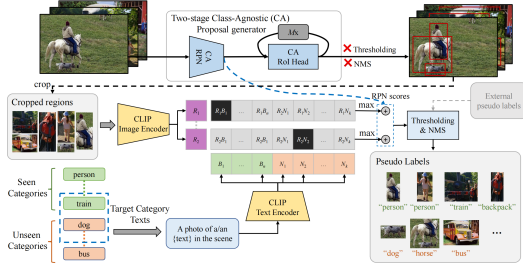 Two-stage Class-Agnostic (CA)
Proposal generator
CA
RPN
Mx
CA
RoI Head
Thresholding
NMS
crop
Cropped regions
CLIP
Image Encoder
RPN scores
External
pseudo labels
max
max
Thresholding
& NMS
Pseudo Labels
"person" "person" "train" "backpack"
"dog" "horse" "bus"
...
Seen
Categories
person
train
Unseen
Categories
dog
bus
Target Category
Texts
A photo of a/an
{text} in the scene
CLIP
Text Encoder